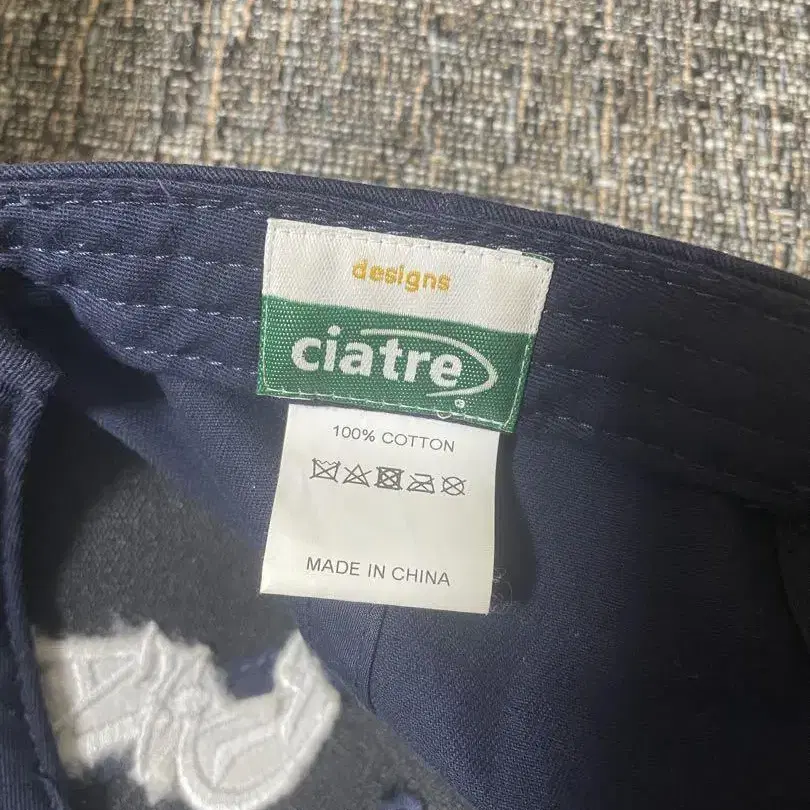 designs
ciatre
®
100% COTTON
MADE IN CHINA